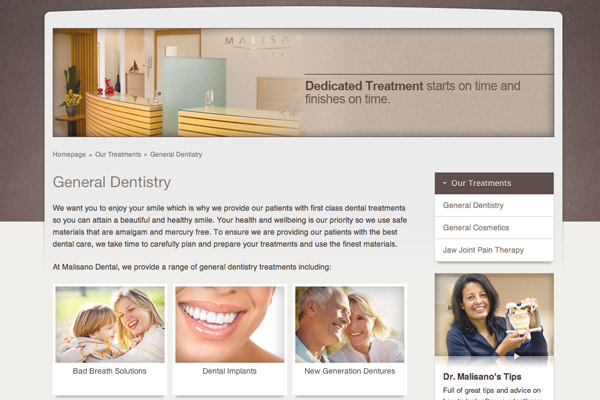 MALISAN
Dedicated Treatment starts on time and
finishes on time.
Homepage » Our Treatments » General Dentistry
General Dentistry
We want you to enjoy your smile which is why we provide our patients with first class dental treatments
so you can attain a beautiful and healthy smile. Your health and wellbeing is our priority so we use safe
materials that are amalgam and mercury free. To ensure we are providing our patients with the best
dental care, we take time to carefully plan and prepare your treatments and use the finest materials.
At Malisano Dental, we provide a range of general dentistry treatments including:
Bad Breath Solutions
Dental Implants
New Generation Dentures
Our Treatments
General Dentistry
General Cosmetics
Jaw Joint Pain Therapy
Dr. Malisano's Tips
Full of great tips and advice on